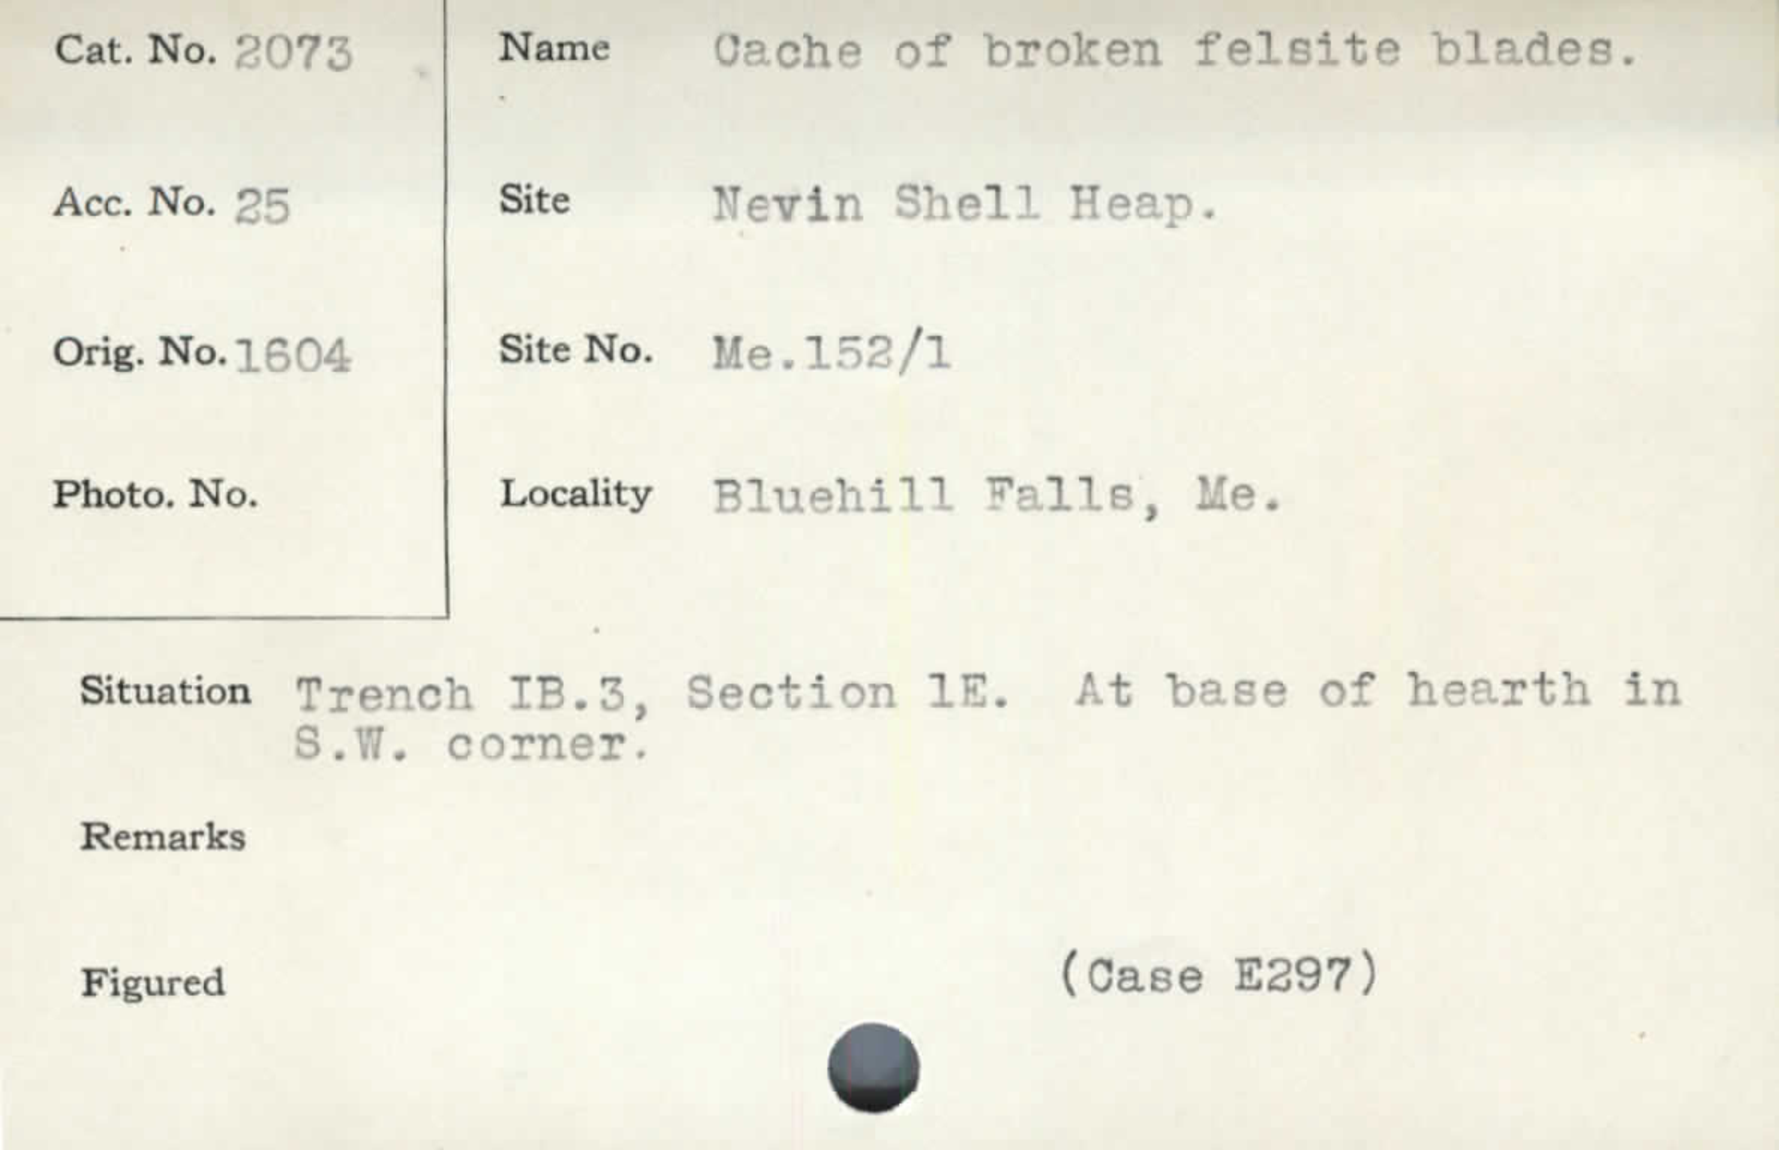 Cat. No. 2073
Name Cache of broken felsite blades.
Acc. No. 25
Site Nevin Shell Heap.
Orig. No. 1604
Site No. Me.152/1
Photo. No.
Locality Bluehill Falls, Me.
Situation Trench IB.3, Section 1E. At base of hearth in
S.W. corner.
Remarks
Figured (Case E297)